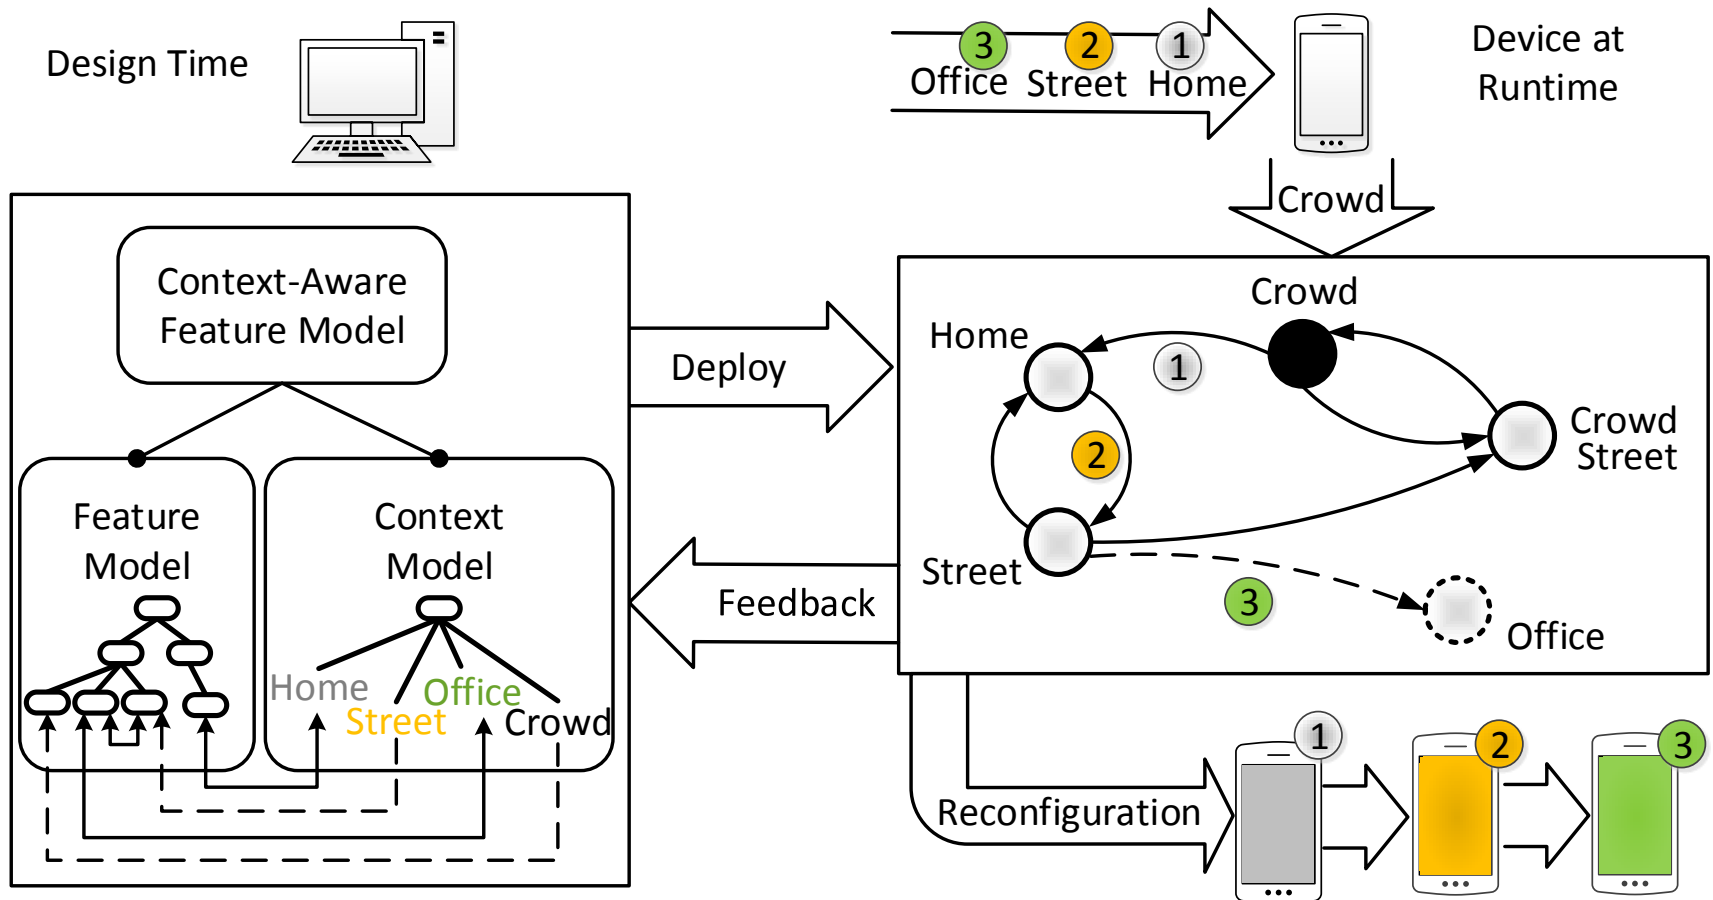 Design Time
3 2 1
Office Street Home
Device at
Runtime
Crowd
Context-Aware
Feature Model
Feature
Model
Context
Model
Home
Office
Street
Crowd
Deploy
Feedback
Crowd
Home
1
2
Crowd
Street
Street
3
Office
Reconfiguration
1
2
3